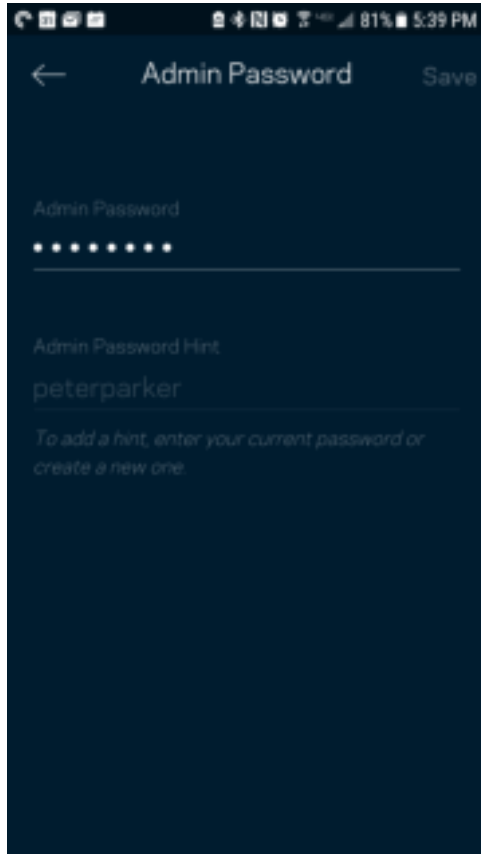 81% 5:39 PM
Admin Password Save
Admin Password
••••••••
Admin Password Hint
peterparker
To add a hint, enter your current password or
create a new one.